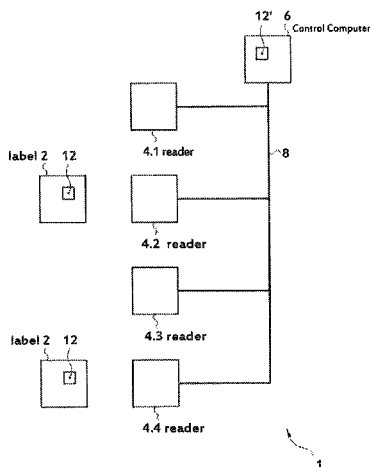 12' 6
Control Computer
4.1 reader
8
label 2 12
4.2 reader
4.3 reader
label 2 12
4.4 reader
1